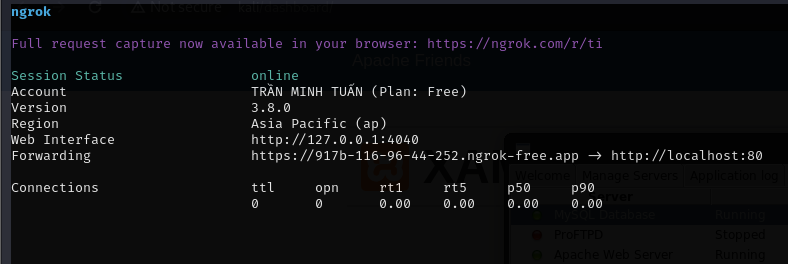 Not secure
ngrok
Full request capture now available in your browser: https://ngrok.com/r/ti
Apache Friends
Session Status online
Account TRẦN MINH TUẤN (Plan: Free)
Version 3.8.0
Region Asia Pacific (ap)
Web Interface http://127.0.0.1:4040
Forwarding https://917b-116-96-44-252.ngrok-free.app -> http://localhost:80
Welcome Manage Servers Application log
Connections ttl opn rt1 rt5 p50 p90
0 0 0.00 0.00 0.00 0.00
MySQL Database Running
ProFTPD Stopped
Apache Web Server Running